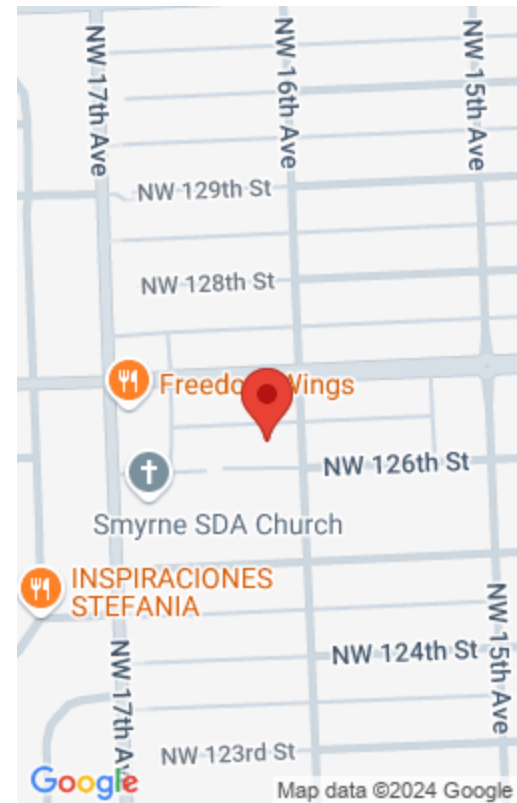 NW 17th Ave
NW 16th Ave
NW 15th Ave
NW 129th St
NW 128th St
Freedom Wings
NW 126th St
Smyrne SDA Church
INSPIRACIONES
STEFANIA
NW 15th Ave
NW 124th St
NW 17th Av
NW 123rd St
Google
Map data ©2024 Google